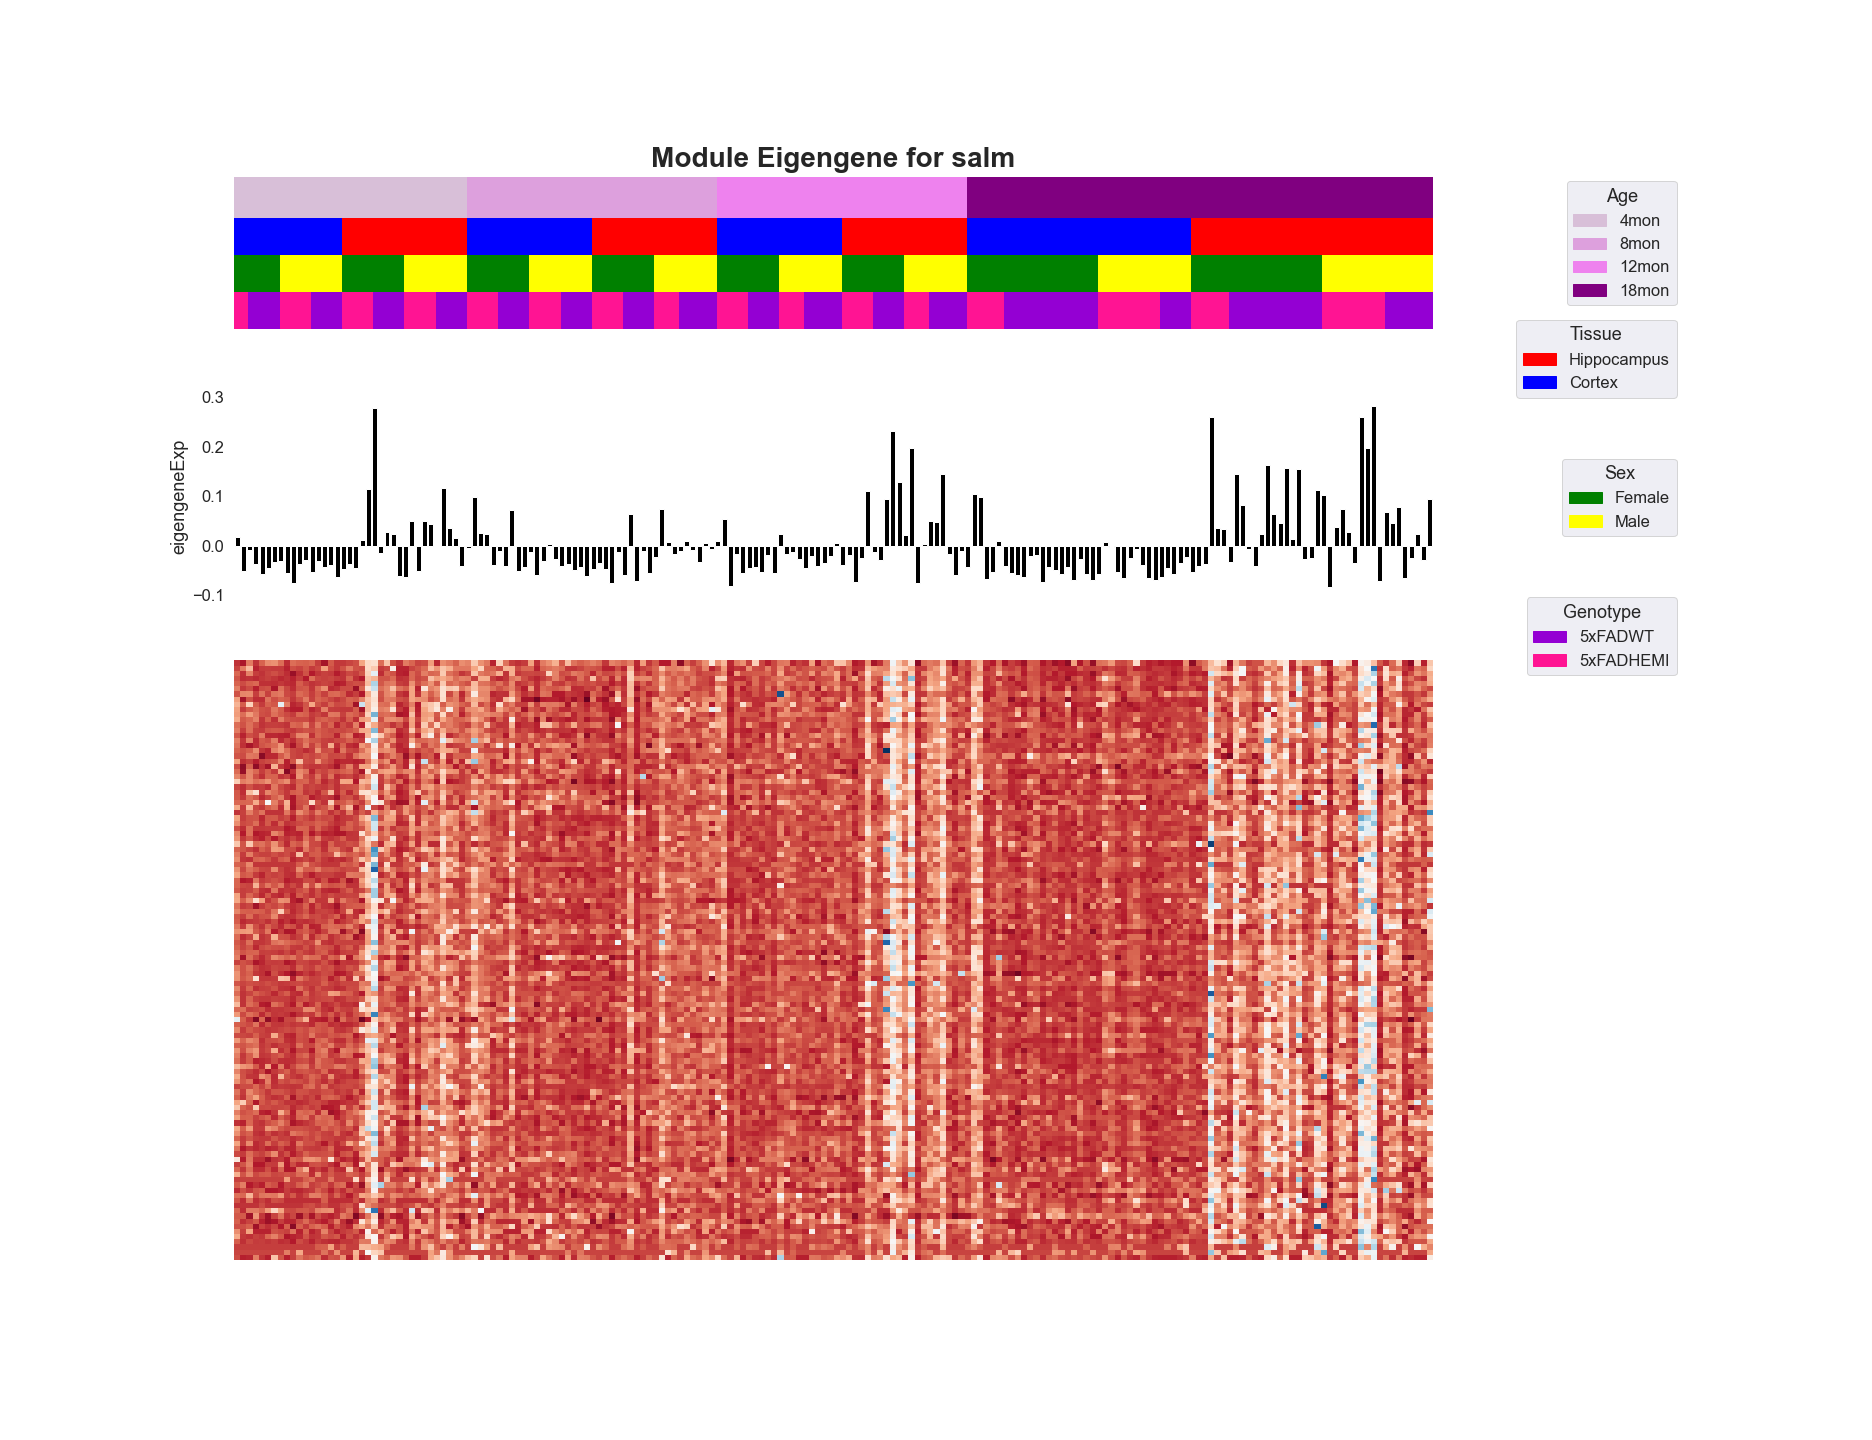 Module Eigengene for salm
Age
4mon
8mon
12mon
18mon
Tissue
Hippocampus
Cortex
0.3
0.2
0.1
0.0
−0.1
eigengeneExp
Sex
Female
Male
Genotype
5xFADWT
5xFADHEMI